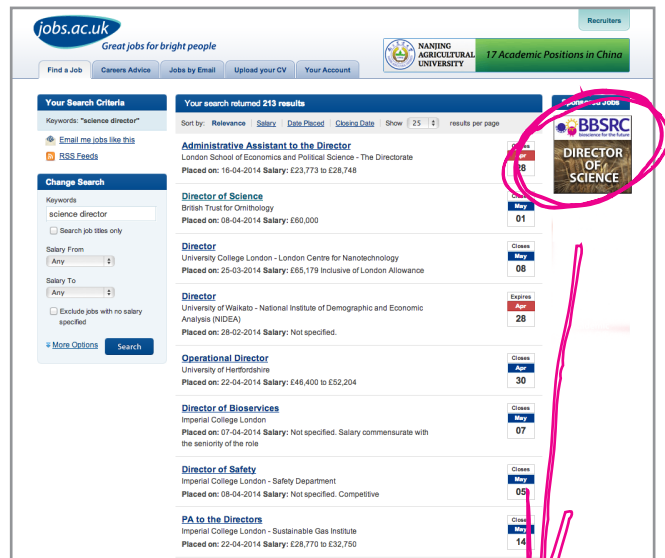 jobs.ac.uk
Great jobs for bright people
Recruiters
NANJING
AGRICULTURAL
UNIVERSITY
17 Academic Positions in China
Find a Job
Careers Advice
Jobs by Email
Upload your CV
Your Account
Your Search Criteria
Keywords: "science director"
Email me jobs like this
RSS Feeds
Change Search
Keywords
science director
Search job titles only
Salary From
Any
Salary To
Any
Exclude jobs with no salary
specified
More Options
Search
Your search returned 213 results
Sort by: Relevance | Salary | Date Placed | Closing Date | Show 25 results per page
Administrative Assistant to the Director
London School of Economics and Political Science - The Directorate
Placed on: 16-04-2014 Salary: £23,773 to £28,748
Closes
Apr
28
Director of Science
British Trust for Ornithology
Placed on: 08-04-2014 Salary: £60,000
Closes
May
01
Director
University College London - London Centre for Nanotechnology
Placed on: 25-03-2014 Salary: £65,179 Inclusive of London Allowance
Closes
May
08
Director
University of Waikato - National Institute of Demographic and Economic
Analysis (NIDEA)
Placed on: 28-02-2014 Salary: Not specified.
Expires
Apr
28
Operational Director
University of Hertfordshire
Placed on: 22-04-2014 Salary: £46,400 to £52,204
Closes
Apr
30
Director of Bioservices
Imperial College London
Placed on: 07-04-2014 Salary: Not specified. Salary commensurate with
the seniority of the role
Closes
May
07
Director of Safety
Imperial College London - Safety Department
Placed on: 08-04-2014 Salary: Not specified. Competitive
Closes
May
05
PA to the Directors
Imperial College London - Sustainable Gas Institute
Placed on: 22-04-2014 Salary: £28,770 to £32,750
Closes
May
14
Sponsored Jobs
BBSRC
bioscience for the future
DIRECTOR
OF
SCIENCE